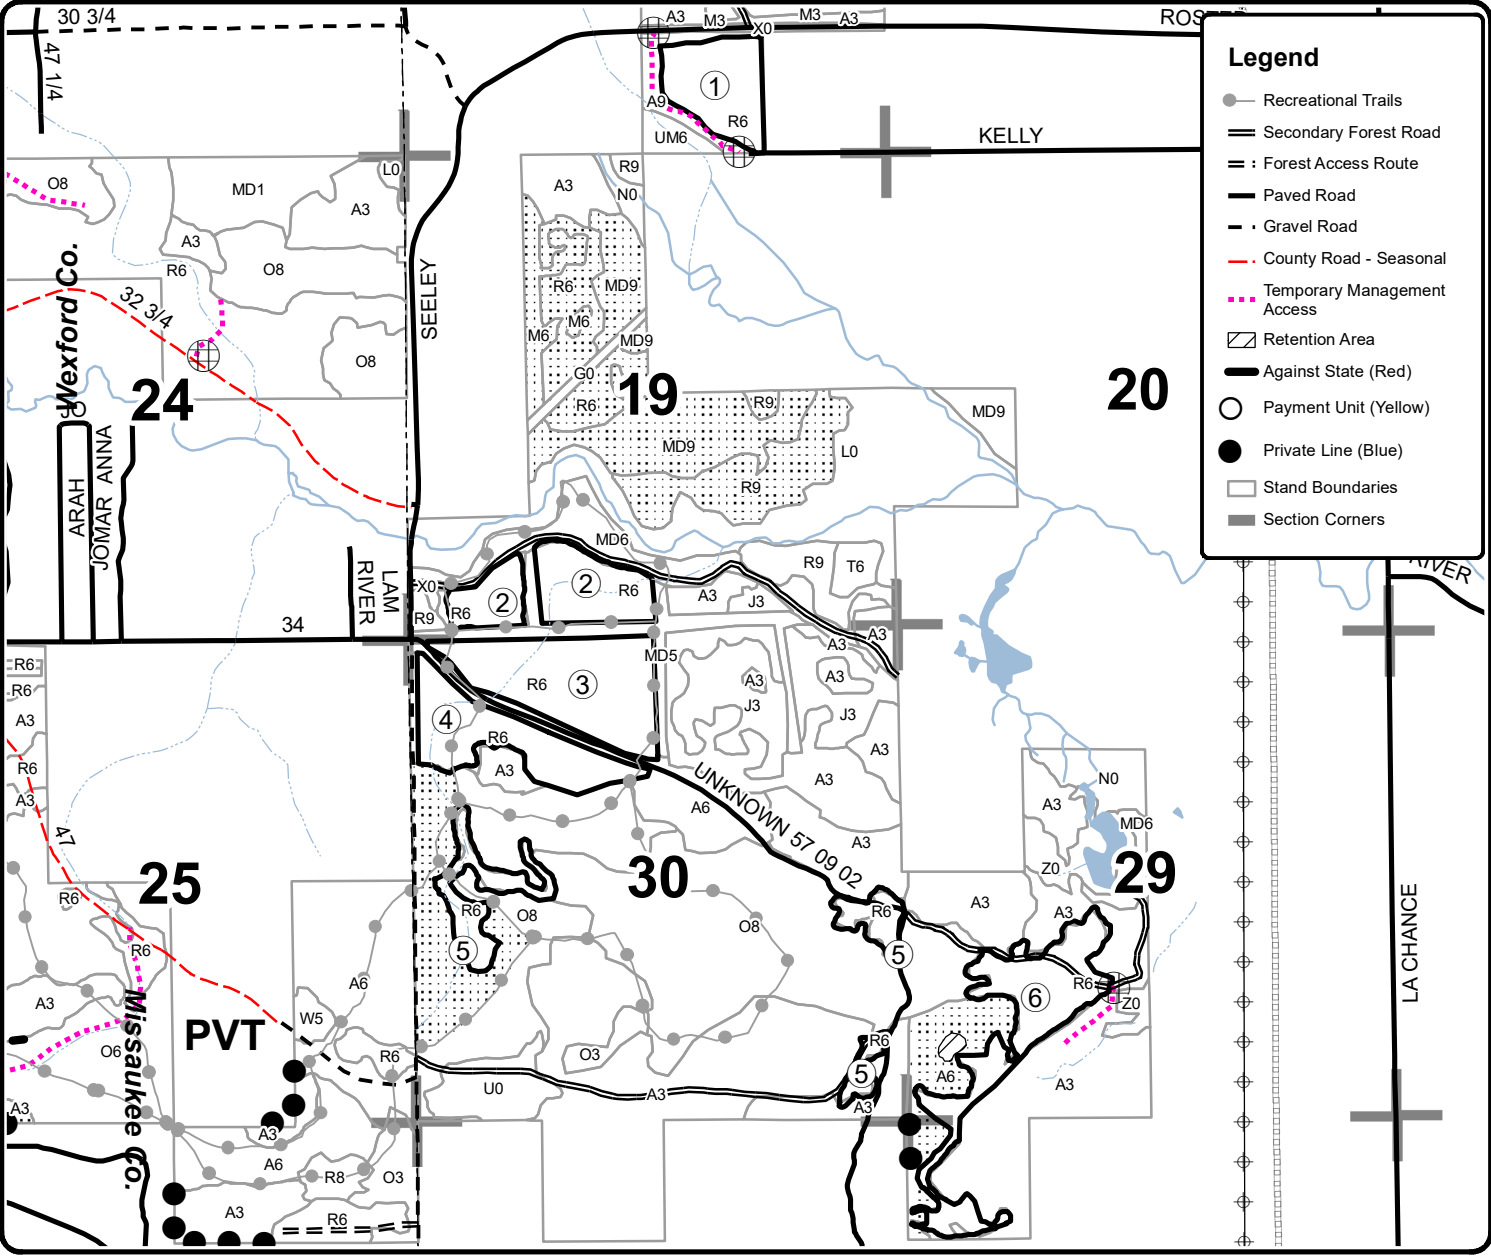 30 3/4
A3
M3
X0
M3
A3
47 1/4
1
A9
R6
UM6
KELLY
Legend
Recreational Trails
Secondary Forest Road
Forest Access Route
Paved Road
Gravel Road
County Road - Seasonal
Temporary Management
Access
Retention Area
Against State (Red)
Payment Unit (Yellow)
Private Line (Blue)
Stand Boundaries
Section Corners
O8
MD1
L0
A3
A3
R6
O8
O8
R9
A3
N0
Wexford Co.
32 3/4
SEELEY
R6
MD9
M6
M6
MD9
G0
R6
24
19
20
R9
MD9
MD9
L0
R9
ARAH
JOMAR
ANNA
MD6
RIVER
LAM
RIVER
X0
R9
R6
2
2
R6
R9
T6
A3
J3
34
A3
A3
MD5
R6
R6
A3
R6
A3
R6
3
4
R6
A3
A3
J3
A3
J3
A3
A3
UNKNOWN 57 09 02
A6
A3
N0
A3
MD6
Z0
47
25
30
29
R6
R6
R6
O8
O8
5
R6
5
A3
A3
LA CHANCE
A3
A6
W5
PVT
O6
Missaukee Co.
R6
U0
O3
A3
R6
5
A3
R6
6
Z0
A6
A3
A3
A3
A6
R8
O3
A3
R6